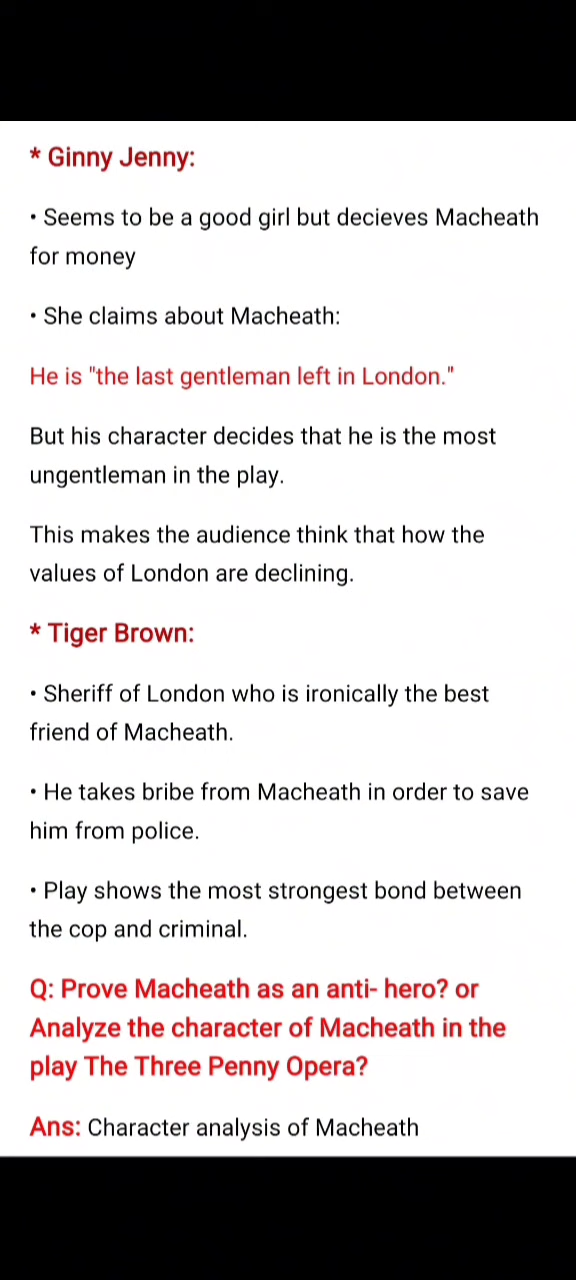 * Ginny Jenny:
• Seems to be a good girl but decieves Macheath
for money
• She claims about Macheath:
He is "the last gentleman left in London."
But his character decides that he is the most
ungentleman in the play.
This makes the audience think that how the
values of London are declining.
* Tiger Brown:
• Sheriff of London who is ironically the best
friend of Macheath.
• He takes bribe from Macheath in order to save
him from police.
• Play shows the most strongest bond between
the cop and criminal.
Q: Prove Macheath as an anti- hero? or
Analyze the character of Macheath in the
play The Three Penny Opera?
Ans: Character analysis of Macheath